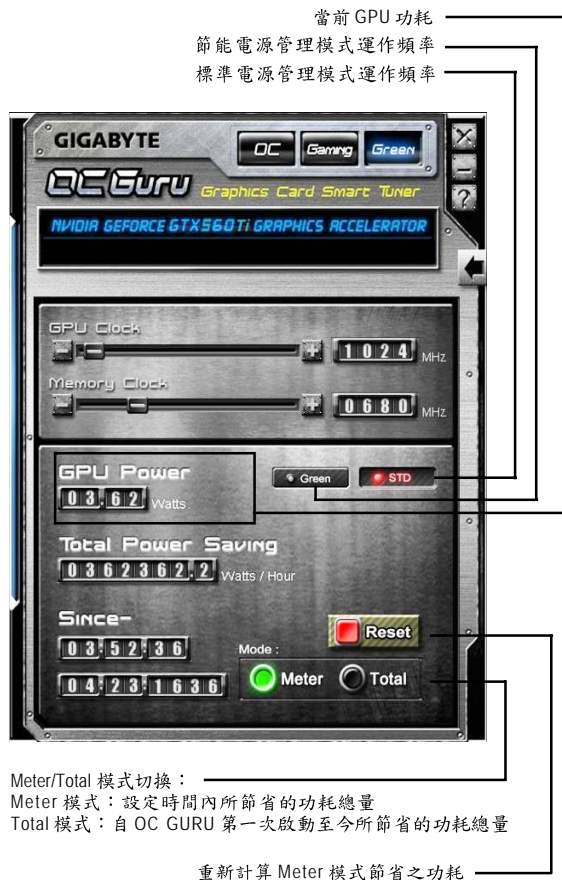 當前 GPU 功耗
節能電源管理模式運作頻率
標準電源管理模式運作頻率
GIGABYTE
OC Gaming Green
OC Guru Graphics Card Smart Tuner
?
NVIDIA GEFORCE GTX560Ti GRAPHICS ACCELERATOR
GPU Clock
1024 MHz
Memory Clock
0680 MHz
GPU Power
Green STD
03.62 Watts.
Total Power Saving
0362362.2 Watts / Hour
Since-
Reset
03:52:36
Mode :
04:23:1636
Meter Total
Meter/Total 模式切換：
Meter 模式：設定時間內所節省的功耗總量
Total 模式：自 OC GURU 第一次啟動至今所節省的功耗總量
重新計算 Meter 模式節省之功耗